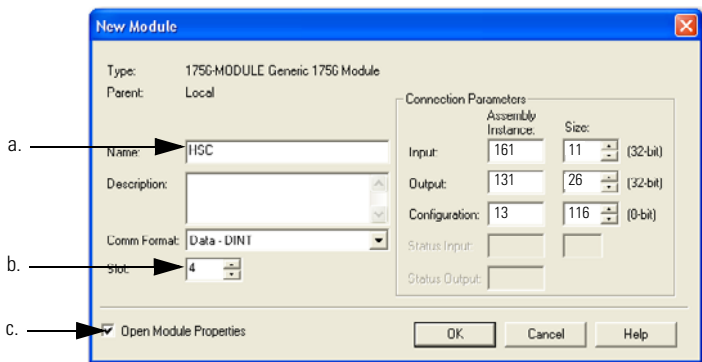 New Module
Type: 1756-MODULE Generic 1756 Module
Parent: Local
Connection Parameters
Assembly
Instance: Size:
a.
Name: HSC
Input: 161 11 (32-bit)
Description:
Output: 131 26 (32-bit)
Configuration: 13 116 (8-bit)
Comm Format: Data - DINT
Status Input:
b.
Slot: 4
Status Output:
c.
Open Module Properties
OK Cancel Help